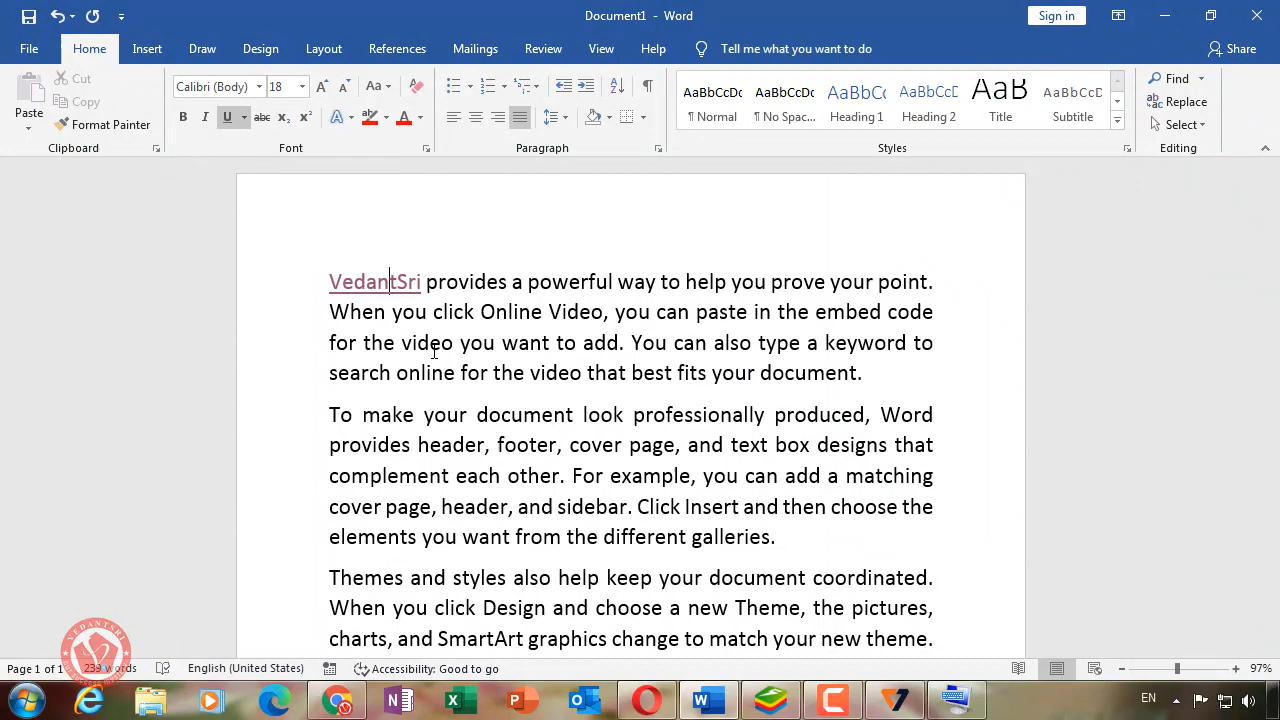 Document1 - Word
Sign in
File Home Insert Draw Design Layout References Mailings Review View Help Tell me what you want to do Share
Paste
Cut
Copy
Format Painter
Clipboard
Calibri (Body) 18
Font
Paragraph
AaBbCcDc AaBbCcDc AaBbCc AaBbCcD AaB AaBbCcD
¶ Normal ¶ No Spac... Heading 1 Heading 2 Title Subtitle
Styles
Find
Replace
Select
Editing
VedantSri provides a powerful way to help you prove your point.
When you click Online Video, you can paste in the embed code
for the video you want to add. You can also type a keyword to
search online for the video that best fits your document.
To make your document look professionally produced, Word
provides header, footer, cover page, and text box designs that
complement each other. For example, you can add a matching
cover page, header, and sidebar. Click Insert and then choose the
elements you want from the different galleries.
Themes and styles also help keep your document coordinated.
When you click Design and choose a new Theme, the pictures,
charts, and SmartArt graphics change to match your new theme.
VEDANTSRI
Page 1 of 1 239 words English (United States) Accessibility: Good to go 97%
EN